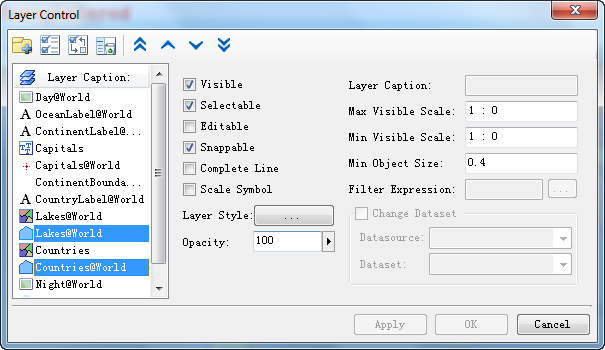 Layer Control
Layer Caption:
Day@World
OceanLabel@World
ContinentLabel@...
Capitals
Capitals@World
ContinentBounda...
CountryLabel@World
Lakes@World
Lakes@World
Countries
Countries@World
Night@World
Visible
Selectable
Editable
Snappable
Complete Line
Scale Symbol
Layer Style: ...
Opacity: 100
Layer Caption:
Max Visible Scale: 1 : 0
Min Visible Scale: 1 : 0
Min Object Size: 0.4
Filter Expression: ...
Change Dataset
Datasource:
Dataset:
Apply OK Cancel